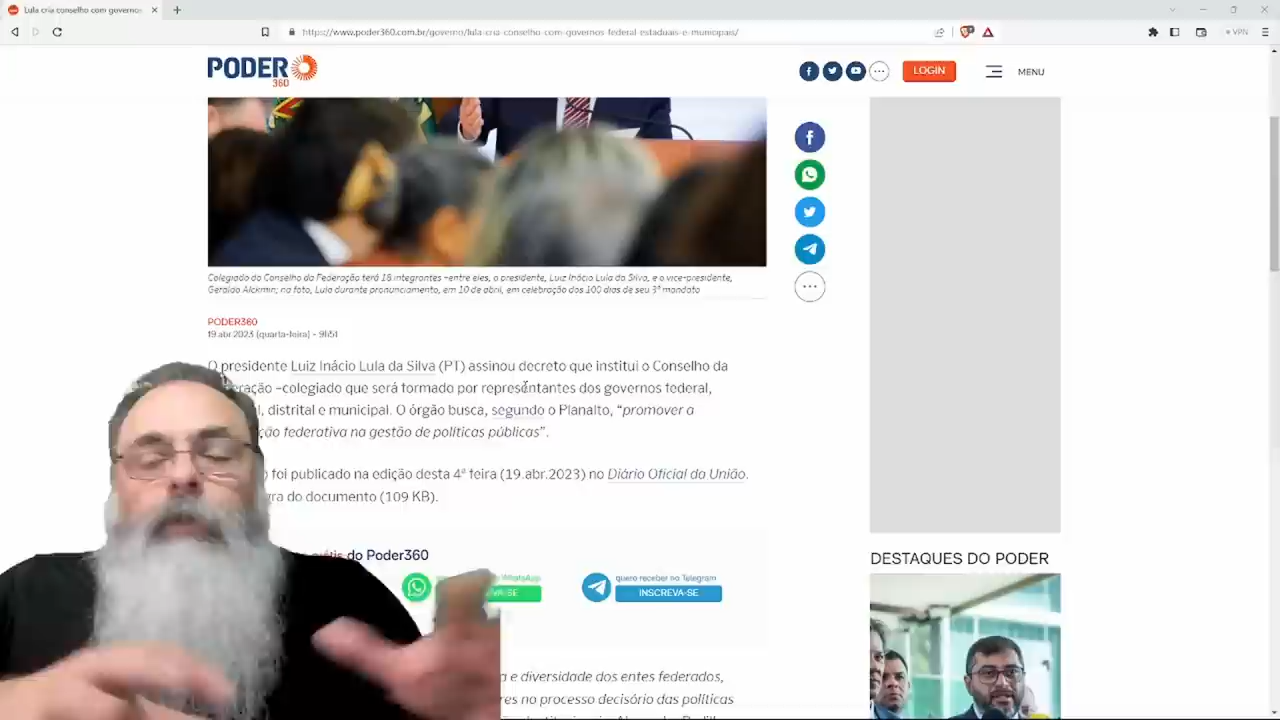 Lula cria conselho com governos
https://www.poder360.com.br/governo/lula-cria-conselho-com-governos-federal-estaduais-e-municipais/
VPN
PODER
360
LOGIN
MENU
Colegiado do Conselho da Federação terá 18 integrantes –entre eles, o presidente, Luiz Inácio Lula da Silva, e o vice-presidente,
Geraldo Alckmin; na foto, Lula durante pronunciamento, em 10 de abril, em celebração dos 100 dias de seu 3º mandato
PODER360
19.abr.2023 (quarta-feira) - 9h51
O presidente Luiz Inácio Lula da Silva (PT) assinou decreto que institui o Conselho da
–colegiado que será formado por representantes dos governos federal,
distrital e municipal. O órgão busca, segundo o Planalto, “promover a
federativa na gestão de políticas públicas”.
foi publicado na edição desta 4ª feira (19.abr.2023) no Diário Oficial da União.
do documento (109 KB).
grátis do Poder360
WhatsApp
quero receber no Telegram
INSCREVA-SE
DESTAQUES DO PODER
e diversidade dos entes federados,
no processo decisório das políticas